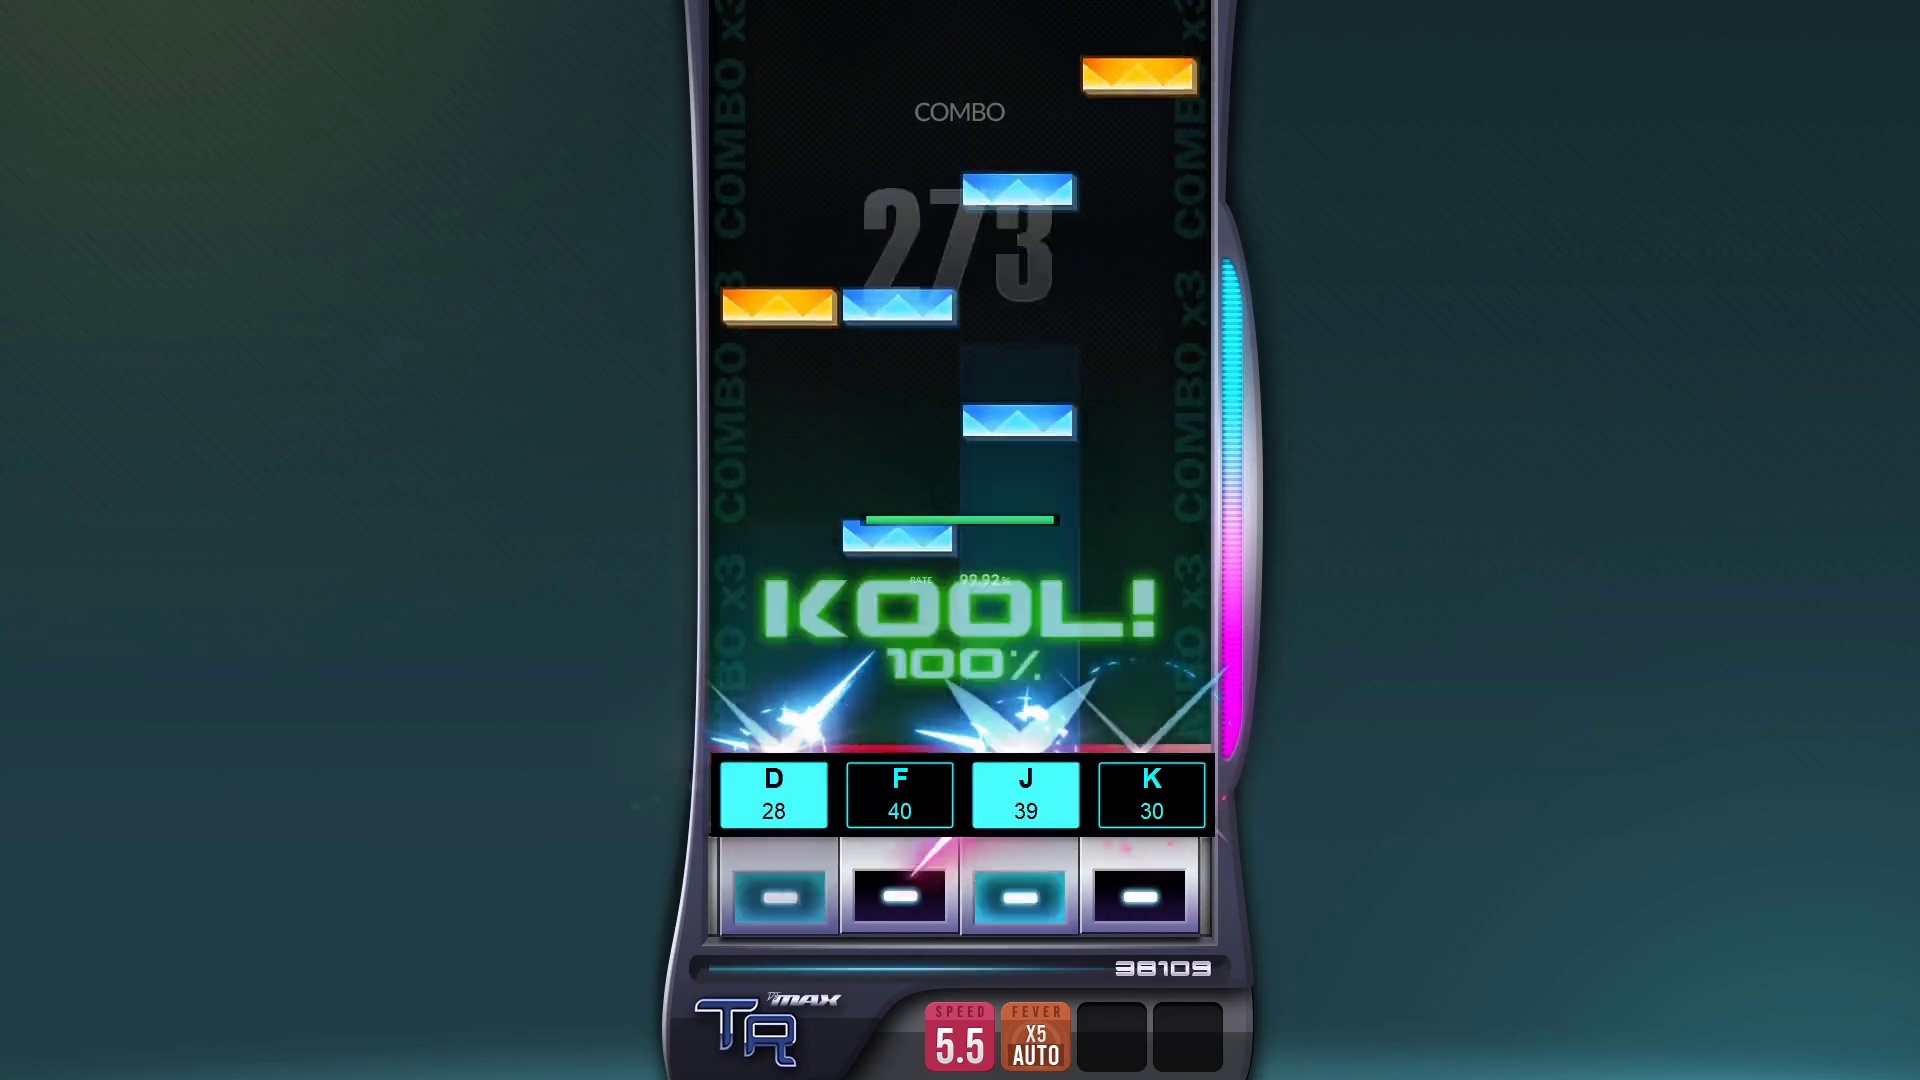 COMBO
273
COMBO x3
COMBO x3
COMBO x3
COMBO x3
RATE 99.92%
KOOL!
100%
D F J K
28 40 39 30
38109
MAX
TR
SPEED
5.5
FEVER
X5
AUTO